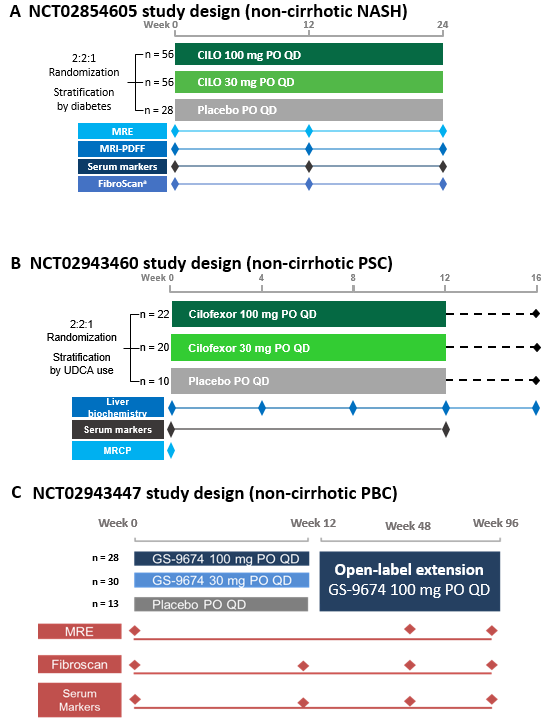 A NCT02854605 study design (non-cirrhotic NASH)
Week 0 12 24
2:2:1
Randomization
Stratification
by diabetes
n = 56 CILO 100 mg PO QD
n = 56 CILO 30 mg PO QD
n = 28 Placebo PO QD
MRE
MRI-PDFF
Serum markers
FibroScanª
B NCT02943460 study design (non-cirrhotic PSC)
Week 0 4 8 12 16
2:2:1
Randomization
Stratification
by UDCA use
n = 22 Cilofexor 100 mg PO QD
n = 20 Cilofexor 30 mg PO QD
n = 10 Placebo PO QD
Liver
biochemistry
Serum markers
MRCP
C NCT02943447 study design (non-cirrhotic PBC)
Week 0 Week 12 Week 48 Week 96
n = 28 GS-9674 100 mg PO QD
n = 30 GS-9674 30 mg PO QD
n = 13 Placebo PO QD
Open-label extension
GS-9674 100 mg PO QD
MRE
Fibroscan
Serum
Markers